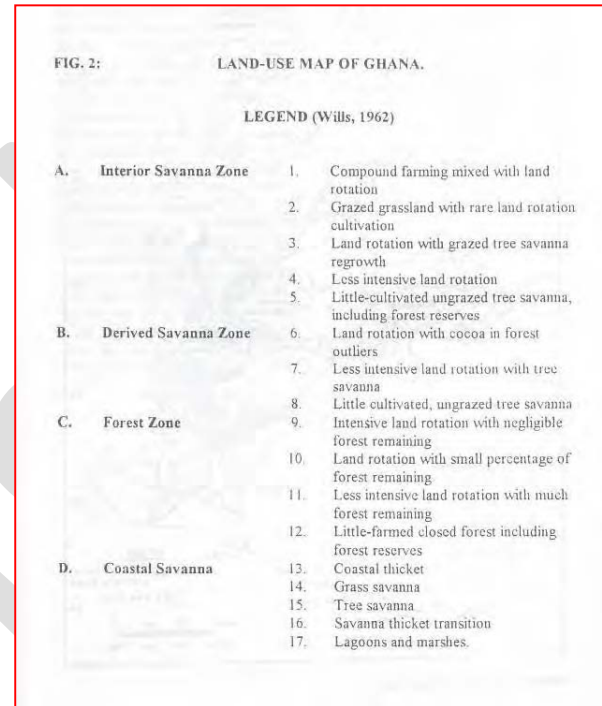 FIG. 2: LAND-USE MAP OF GHANA.
LEGEND (Wills, 1962)
A. Interior Savanna Zone 1. Compound farming mixed with land
rotation
2. Grazed grassland with rare land rotation
cultivation
3. Land rotation with grazed tree savanna
regrowth
4. Less intensive land rotation
5. Little-cultivated ungrazed tree savanna,
including forest reserves
B. Derived Savanna Zone 6. Land rotation with cocoa in forest
outliers
7. Less intensive land rotation with tree
savanna
8. Little cultivated, ungrazed tree savanna
C. Forest Zone 9. Intensive land rotation with negligible
forest remaining
10. Land rotation with small percentage of
forest remaining
11. Less intensive land rotation with much
forest remaining
12. Little-farmed closed forest including
forest reserves
D. Coastal Savanna 13. Coastal thicket
14. Grass savanna
15. Tree savanna
16. Savanna thicket transition
17. Lagoons and marshes.